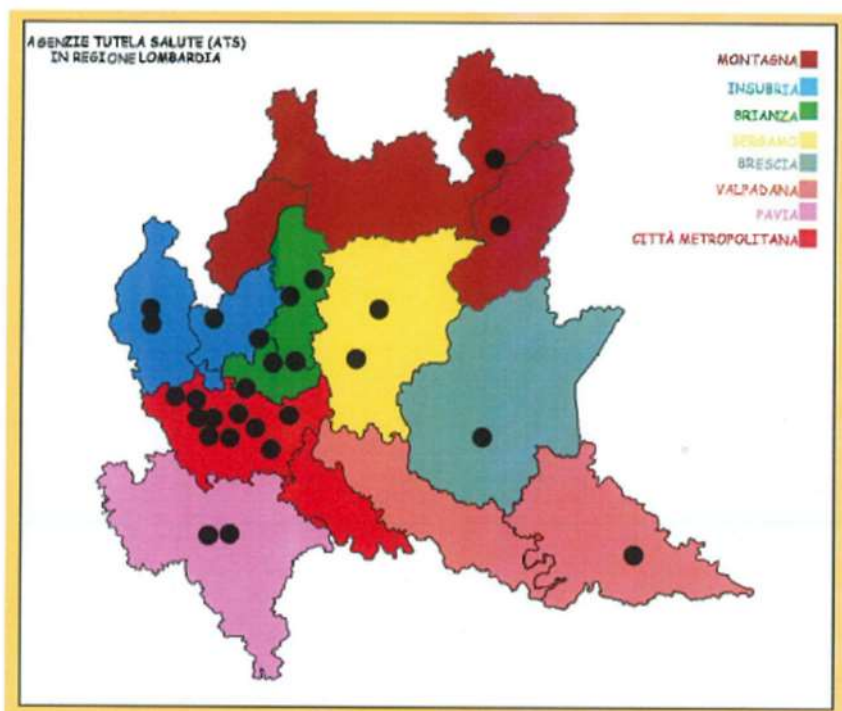 AGENZIE TUTELA SALUTE (ATS)
IN REGIONE LOMBARDIA
MONTAGNA
INSUBRIA
BRIANZA
BERGAMO
BRESCIA
VALPADANA
PAVIA
CITTÀ METROPOLITANA